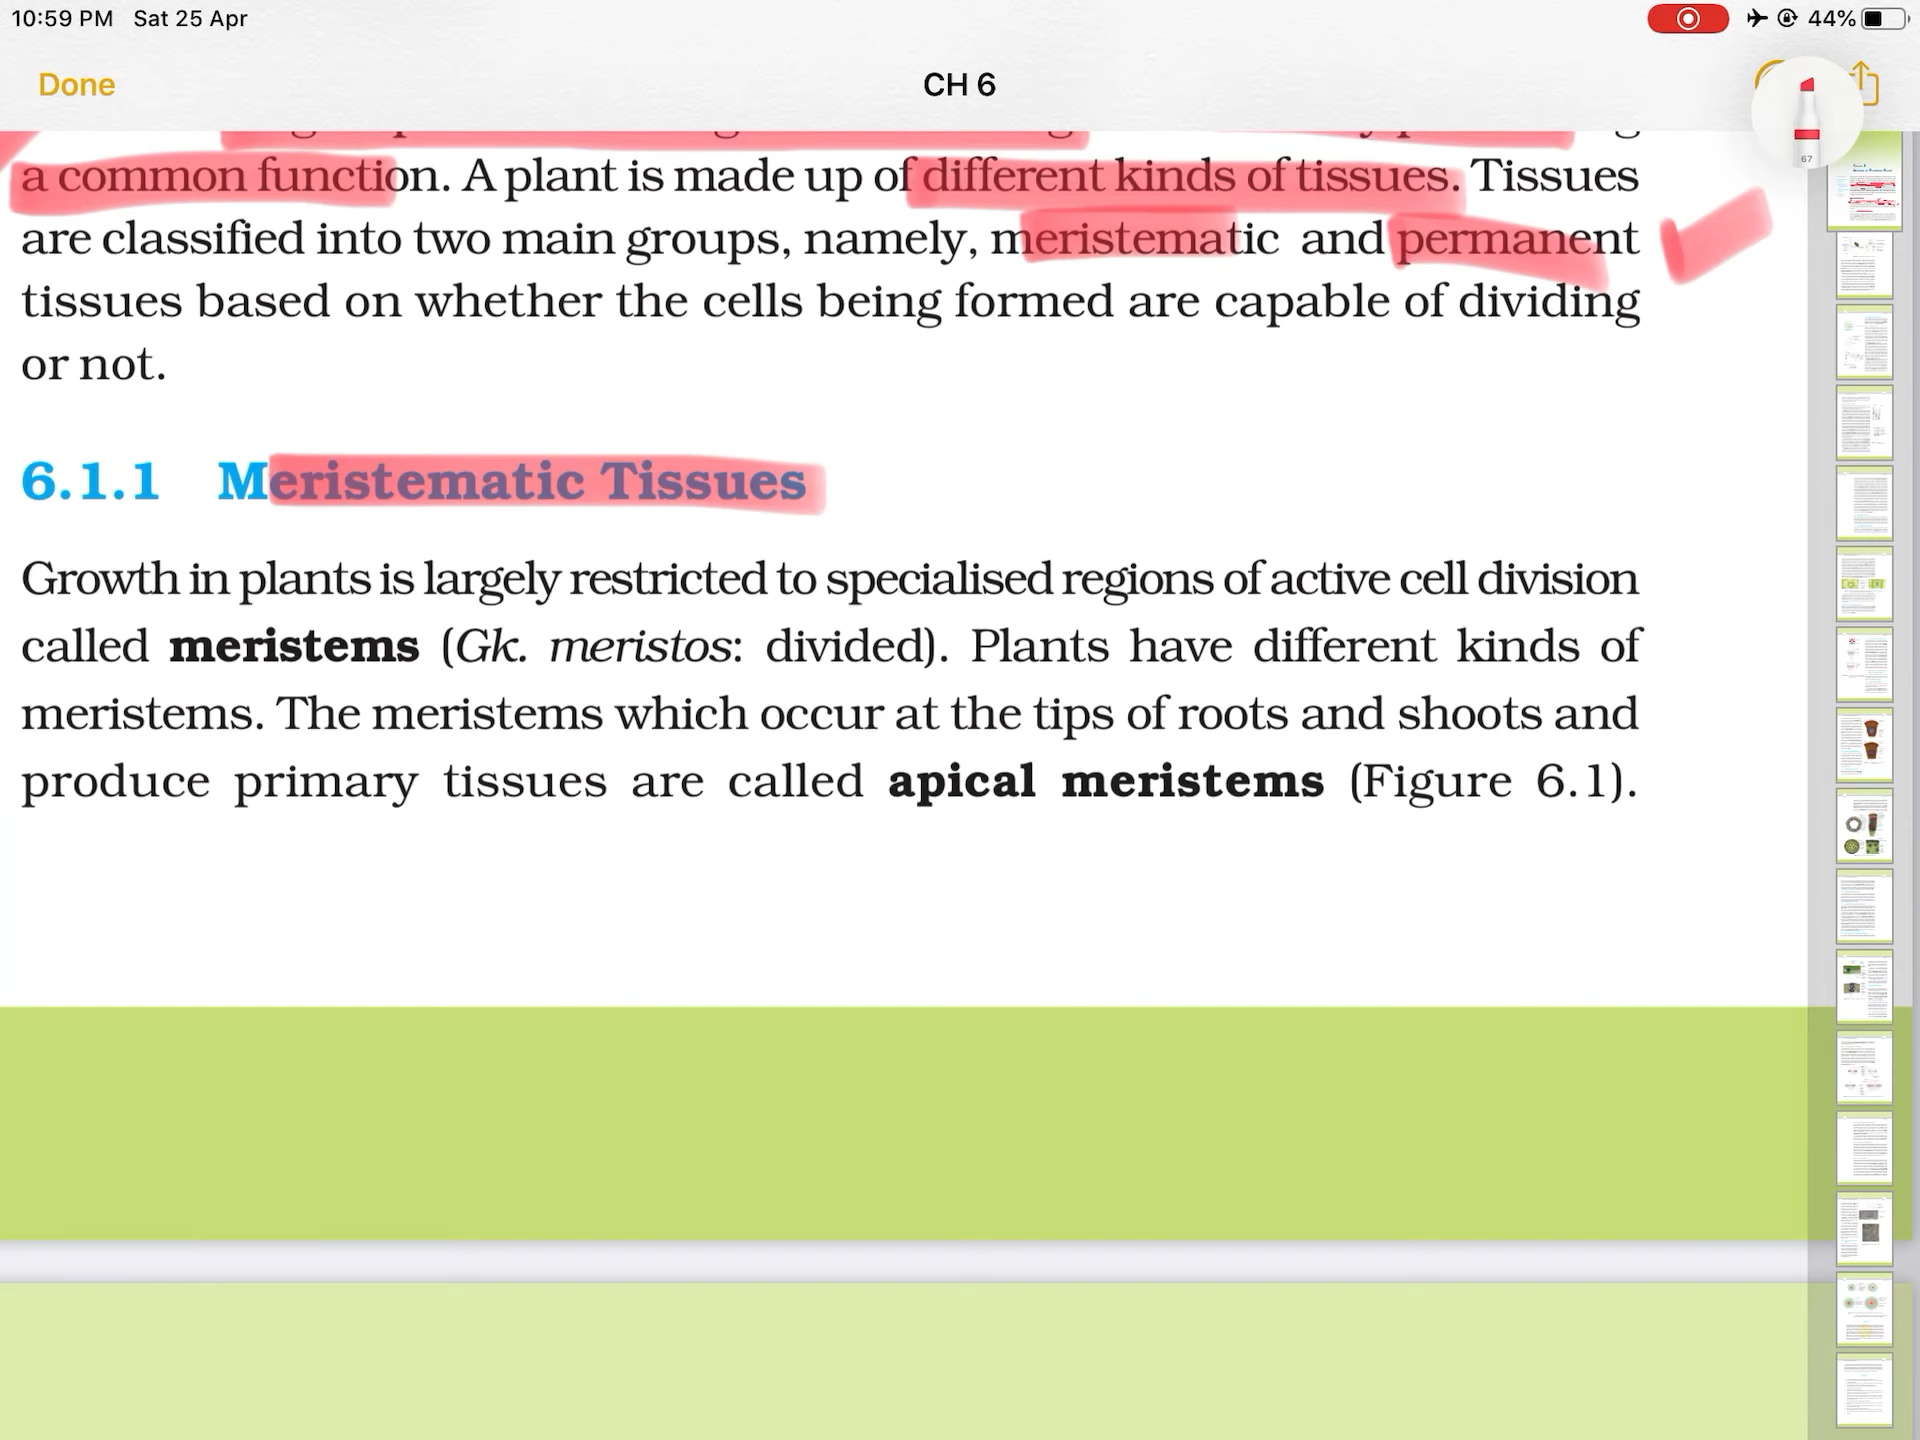 10:59 PM Sat 25 Apr
44%
Done
CH 6
67
a common function. A plant is made up of different kinds of tissues. Tissues
are classified into two main groups, namely, meristematic and permanent
tissues based on whether the cells being formed are capable of dividing
or not.
6.1.1 Meristematic Tissues
Growth in plants is largely restricted to specialised regions of active cell division
called meristems (Gk. meristos: divided). Plants have different kinds of
meristems. The meristems which occur at the tips of roots and shoots and
produce primary tissues are called apical meristems (Figure 6.1).